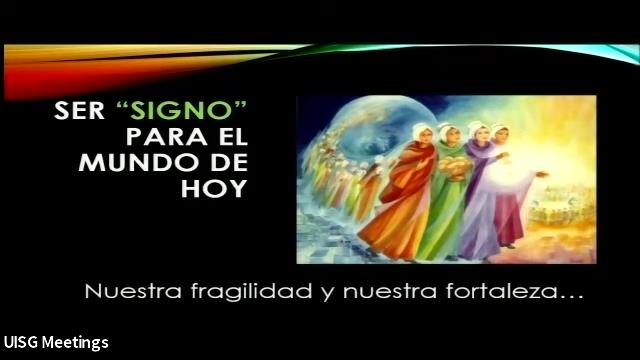 SER “SIGNO”
PARA EL
MUNDO DE
HOY
Nuestra fragilidad y nuestra fortaleza...
UISG Meetings